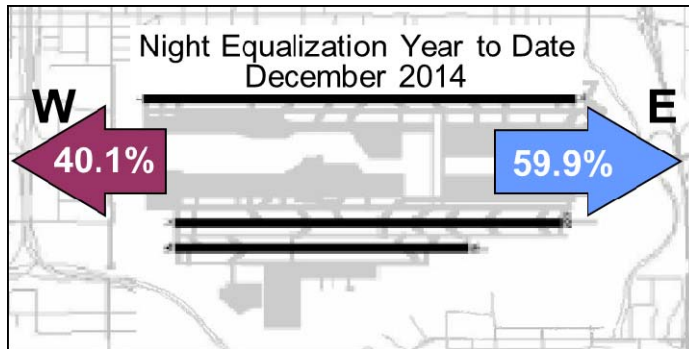 Night Equalization Year to Date
December 2014
W
E
40.1%
59.9%